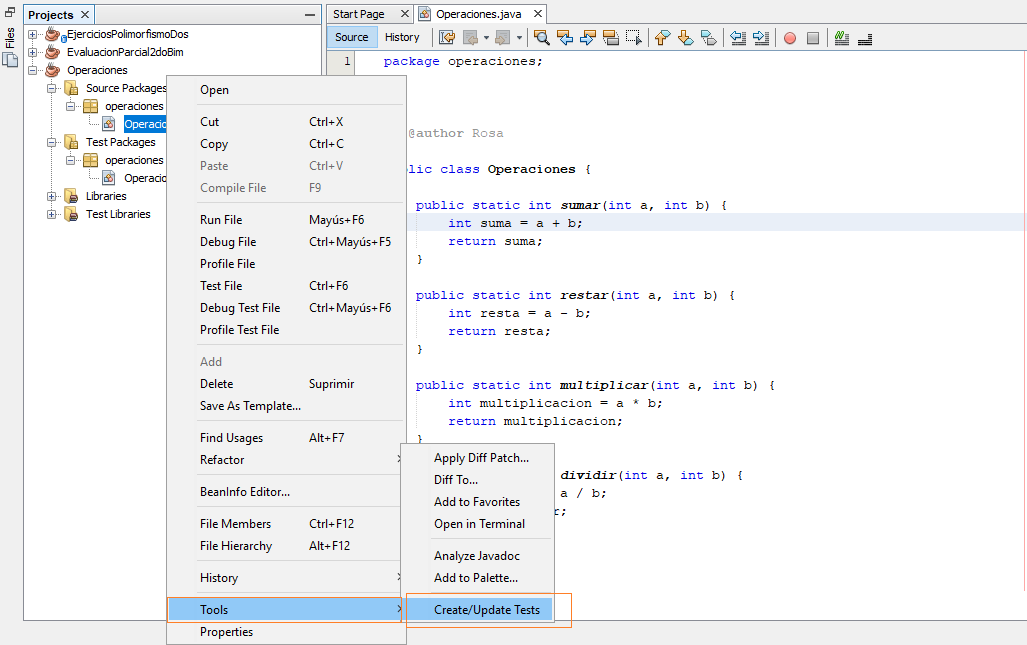 Projects
Start Page
Operaciones.java
Files
Source
History
EjerciciosPolimorfismoDos
EvaluacionParcial2doBim
Operaciones
Source Packages
operaciones
Operacio
Test Packages
operaciones
Operacio
Libraries
Test Libraries
Open
Cut Ctrl+X
Copy Ctrl+C
Paste Ctrl+V
Compile File F9
Run File Mayús+F6
Debug File Ctrl+Mayús+F5
Profile File
Test File Ctrl+F6
Debug Test File Ctrl+Mayús+F6
Profile Test File
Add
Delete Suprimir
Save As Template...
Find Usages Alt+F7
Refactor
BeanInfo Editor...
File Members Ctrl+F12
File Hierarchy Alt+F12
History
Tools
Properties
Apply Diff Patch...
Diff To...
Add to Favorites
Open in Terminal
Analyze Javadoc
Add to Palette...
Create/Update Tests
1 package operaciones;
@author Rosa
lic class Operaciones {
public static int sumar(int a, int b) {
int suma = a + b;
return suma;
}
public static int restar(int a, int b) {
int resta = a - b;
return resta;
}
public static int multiplicar(int a, int b) {
int multiplicacion = a * b;
return multiplicacion;
}
dividir(int a, int b) {
a / b;
r;